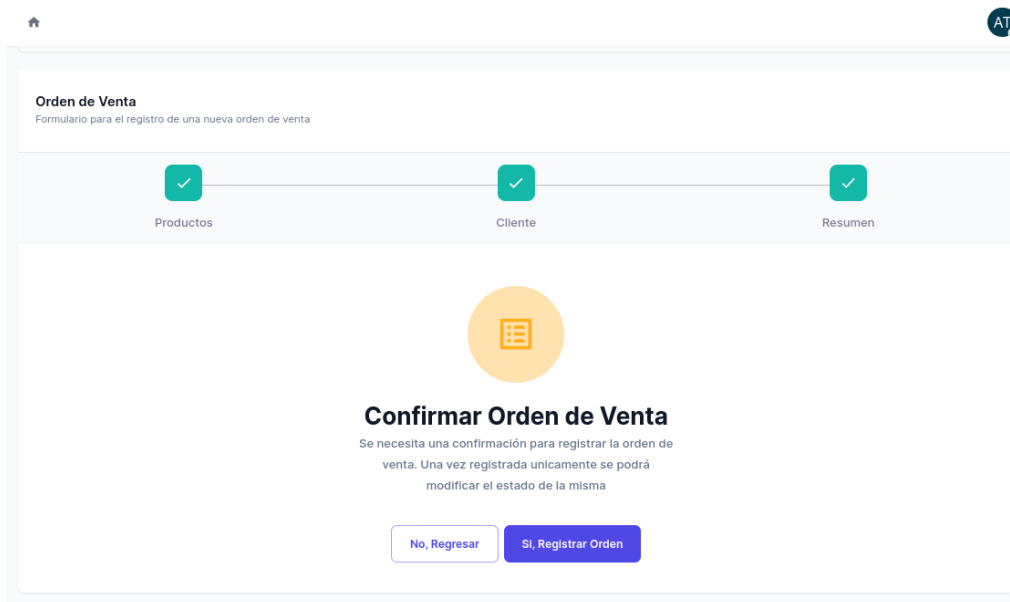 AT
Orden de Venta
Formulario para el registro de una nueva orden de venta
Productos
Cliente
Resumen
Confirmar Orden de Venta
Se necesita una confirmación para registrar la orden de
venta. Una vez registrada unicamente se podrá
modificar el estado de la misma
No, Regresar
Si, Registrar Orden